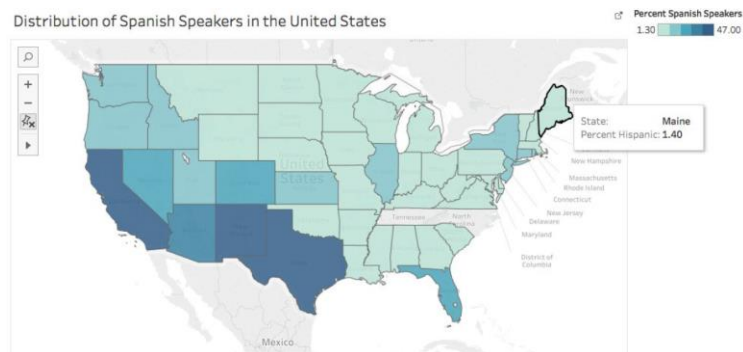 Distribution of Spanish Speakers in the United States
Percent Spanish Speakers
1.30 47.00
State: Maine
Percent Hispanic: 1.40
United
States
Tennessee
North
Carolina
New Hampshire
Massachusetts
Rhode Island
Connecticut
New Jersey
Delaware
Maryland
District of
Columbia
Mexico